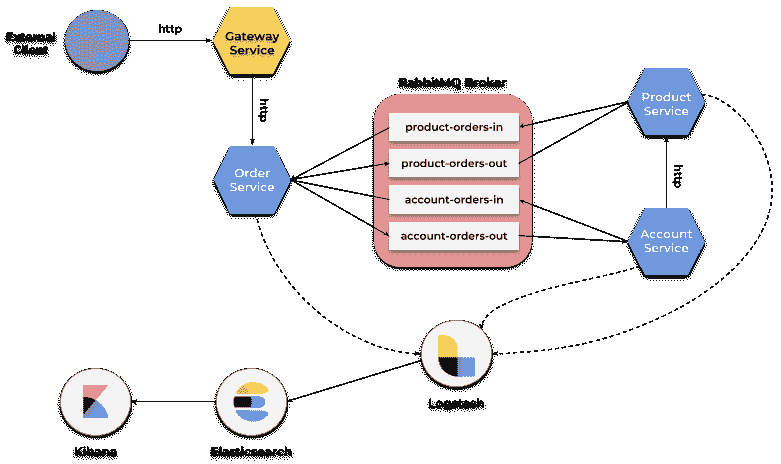 External
Client
http
Gateway
Service
http
RabbitMQ Broker
product-orders-in
product-orders-out
account-orders-in
account-orders-out
Product
Service
Order
Service
http
Account
Service
Logstash
Kibana
Elasticsearch